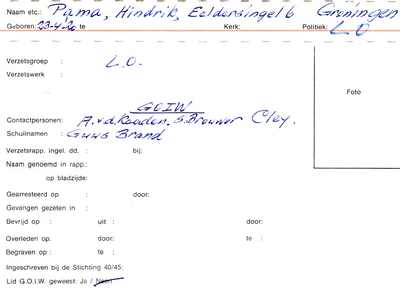 Naam etc.: Pama, Hindrik, Eeldersingel 6 Groningen
Geboren: 23-4-'20 te Kerk: Politiek: L O
Verzetsgroep : L.O.
Verzetswerk :
Foto
GOIW
Contactpersonen: A.v.d. Kouden. S. Brouwer Cley.
Schuilnaam : Guus Brand
Verzetsrapp. ingel. dd. : bij:
Naam genoemd in rapp.:
op bladzijde:
Gearresteerd op : door:
Gevangen gezeten in :
Bevrijd op : uit : door:
Overleden op: door: te :
Begraven op : te :
Ingeschreven bij de Stichting 40/45:
Lid G.O.I.W. geweest: Ja / Neen